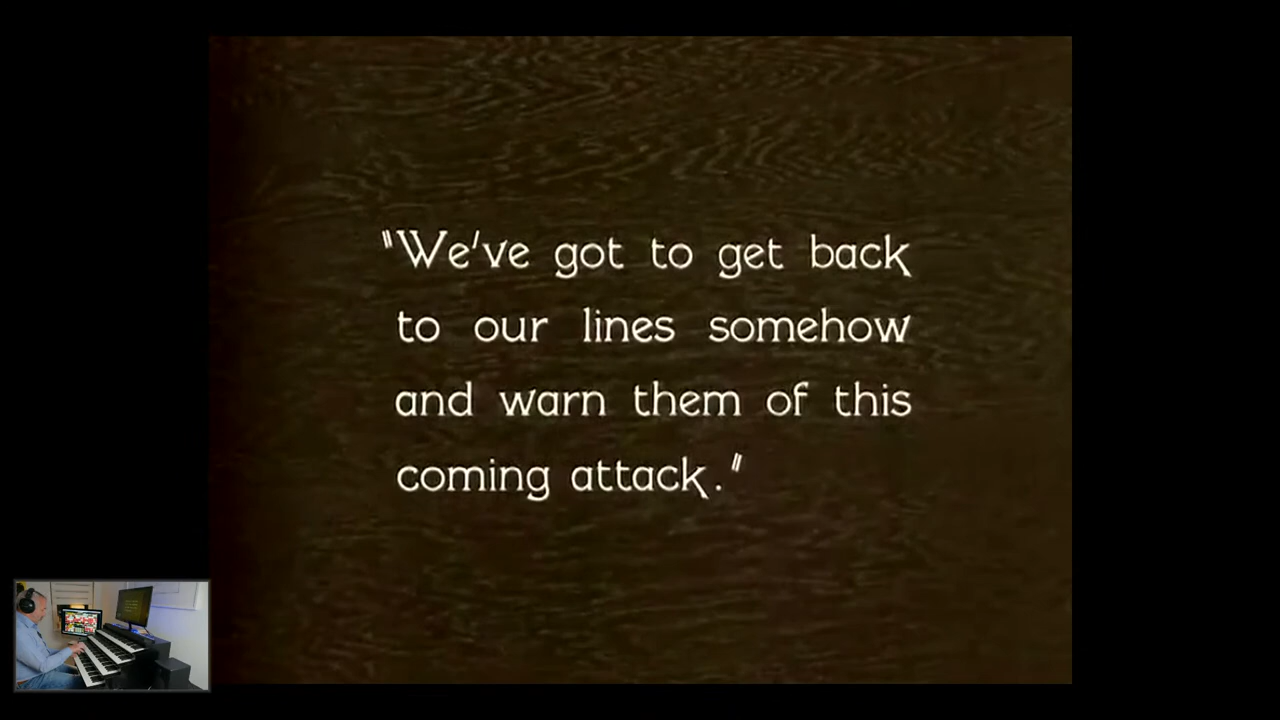 "We've got to get back
to our lines somehow
and warn them of this
coming attack."